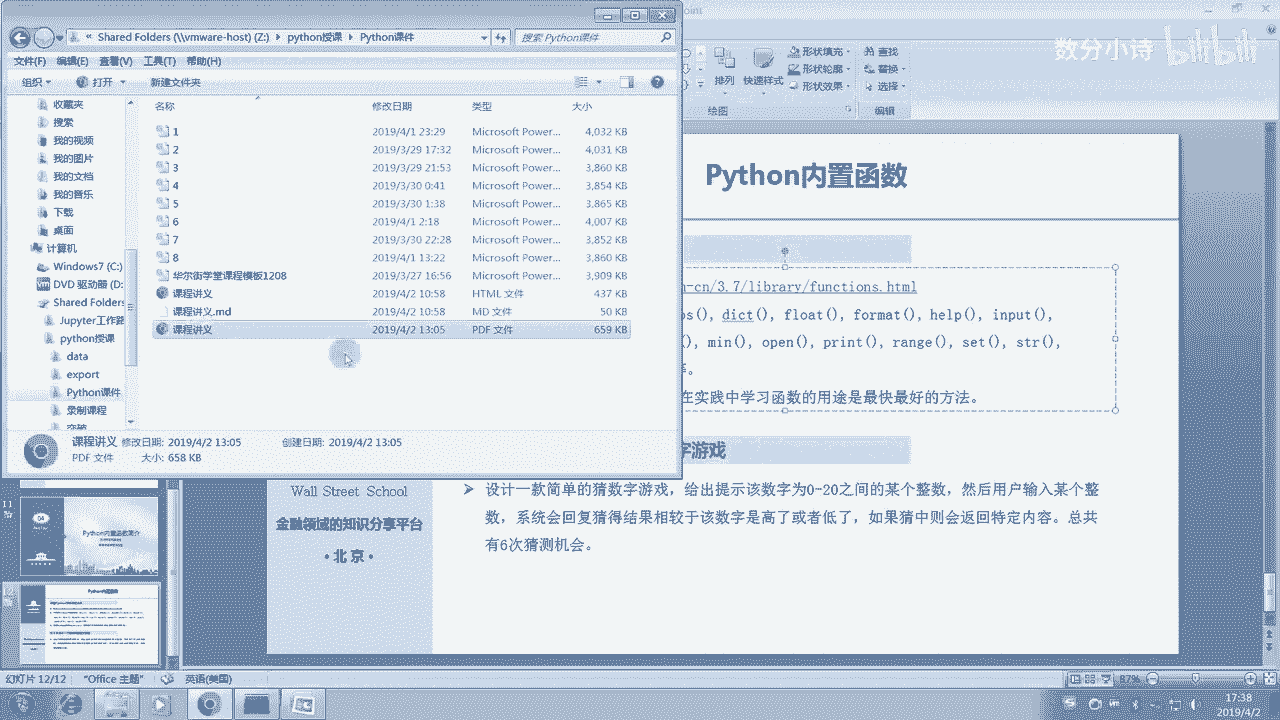 Shared Folders (\\vmware-host) (Z:) ▸ python授课 ▸ Python课件
搜索 Python课件
文件(F) 编辑(E) 查看(V) 工具(T) 帮助(H)
组织 打开 新建文件夹
名称 修改日期 类型 大小
收藏夹
搜索
我的视频
我的图片
我的文档
我的音乐
下载
桌面
计算机
Windows7 (C:)
DVD 驱动器 (D:
Shared Folders
Jupyter工作
python授课
data
export
Python课件
录制课程
1 2019/4/1 23:29 Microsoft Power... 4,032 KB
2 2019/3/29 17:32 Microsoft Power... 4,031 KB
3 2019/3/29 21:53 Microsoft Power... 3,860 KB
4 2019/3/30 0:41 Microsoft Power... 3,854 KB
5 2019/3/30 1:38 Microsoft Power... 3,865 KB
6 2019/4/1 2:18 Microsoft Power... 4,007 KB
7 2019/3/30 22:28 Microsoft Power... 3,852 KB
8 2019/4/1 13:22 Microsoft Power... 3,860 KB
华尔街学堂课程模板1208 2019/3/27 16:56 Microsoft Power... 3,909 KB
课程讲义 2019/4/2 10:58 HTML 文件 437 KB
课程讲义.md 2019/4/2 10:58 MD 文件 50 KB
课程讲义 2019/4/2 13:05 PDF 文件 659 KB
课程讲义 修改日期: 2019/4/2 13:05 创建日期: 2019/4/2 13:05
PDF 文件 大小: 658 KB
数分小诗 bilibili
排列 快速样式
形状填充
形状轮廓
形状效果
绘图
查找
替换
选择
编辑
Python内置函数
n-cn/3.7/library/functions.html
os(), dict(), float(), format(), help(), input(),
(), min(), open(), print(), range(), set(), str(),
在实践中学习函数的用途是最快最好的方法。
字游戏
设计一款简单的猜数字游戏，给出提示该数字为0-20之间的某个整数，然后用户输入某个整
数，系统会回复猜得结果相较于该数字是高了或者低了，如果猜中则会返回特定内容。总共
有6次猜测机会。
Wall Street School
金融领域的知识分享平台
• 北 京 •
11
04
Python内置函数简介
Python内置函数
幻灯片 12/12 "Office 主题" 英语(美国)
87%
17:38
2019/4/2